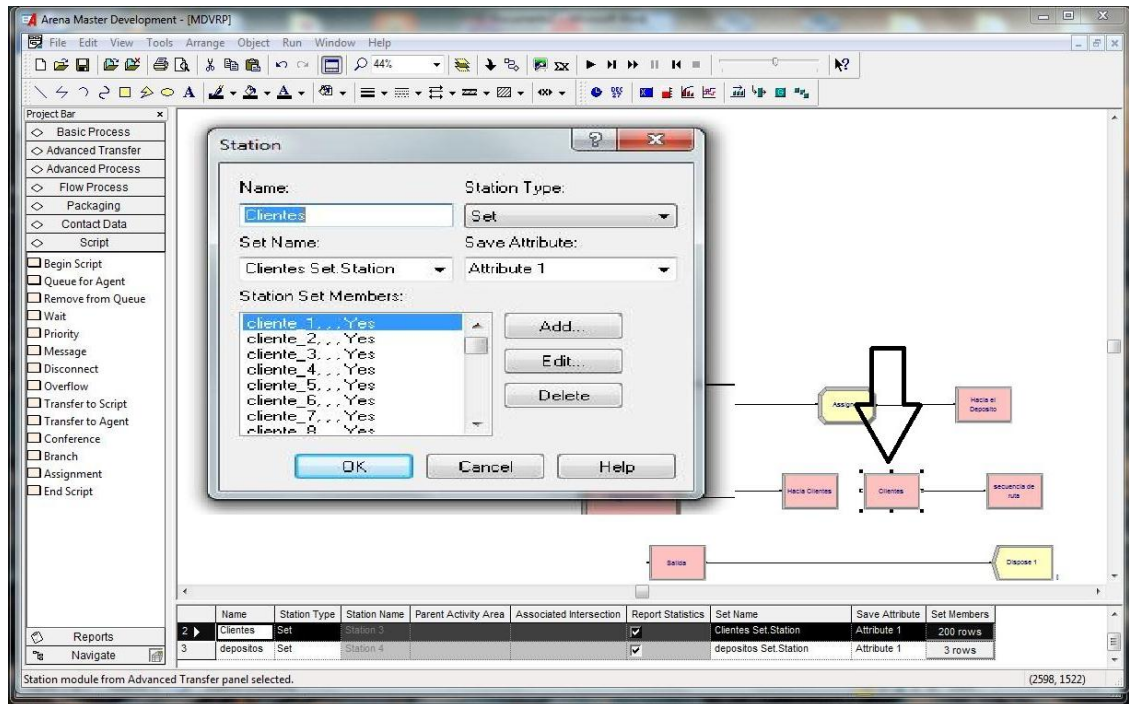 Arena Master Development - [MDVRP]
File Edit View Tools Arrange Object Run Window Help
44%
Project Bar
Basic Process
Advanced Transfer
Advanced Process
Flow Process
Packaging
Contact Data
Script
Begin Script
Queue for Agent
Remove from Queue
Wait
Priority
Message
Disconnect
Overflow
Transfer to Script
Transfer to Agent
Conference
Branch
Assignment
End Script
Reports
Navigate
Station
Name: Station Type:
Clientes Set
Set Name: Save Attribute:
Clientes Set.Station Attribute 1
Station Set Members:
cliente_1, , , Yes
cliente_2, , , Yes
cliente_3, , , Yes
cliente_4, , , Yes
cliente_5, , , Yes
cliente_6, , , Yes
cliente_7, , , Yes
cliente_8, , , Yes
Add...
Edit...
Delete
OK Cancel Help
Hacia el
Deposito
Hacia Clientes
Clientes
secuencia de
ruta
Salida
Dispose 1
Name Station Type Station Name Parent Activity Area Associated Intersection Report Statistics Set Name Save Attribute Set Members
2 Clientes Set Station 3 Clientes Set.Station Attribute 1 200 rows
3 depositos Set Station 4 depositos Set.Station Attribute 1 3 rows
Station module from Advanced Transfer panel selected. (2598, 1522)